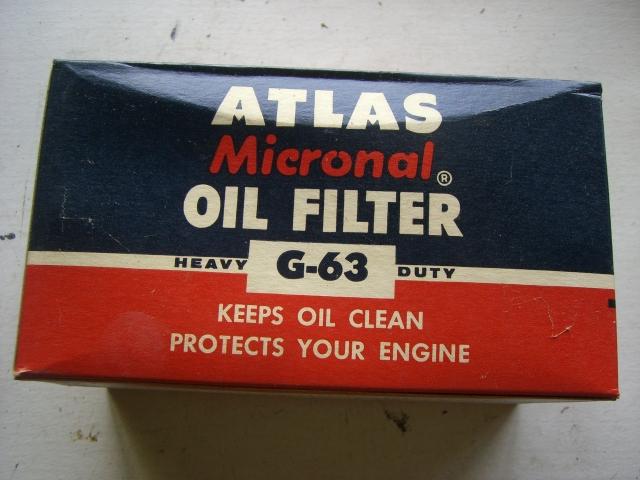 ATLAS
Micronal®
OIL FILTER
HEAVY G-63 DUTY
KEEPS OIL CLEAN
PROTECTS YOUR ENGINE